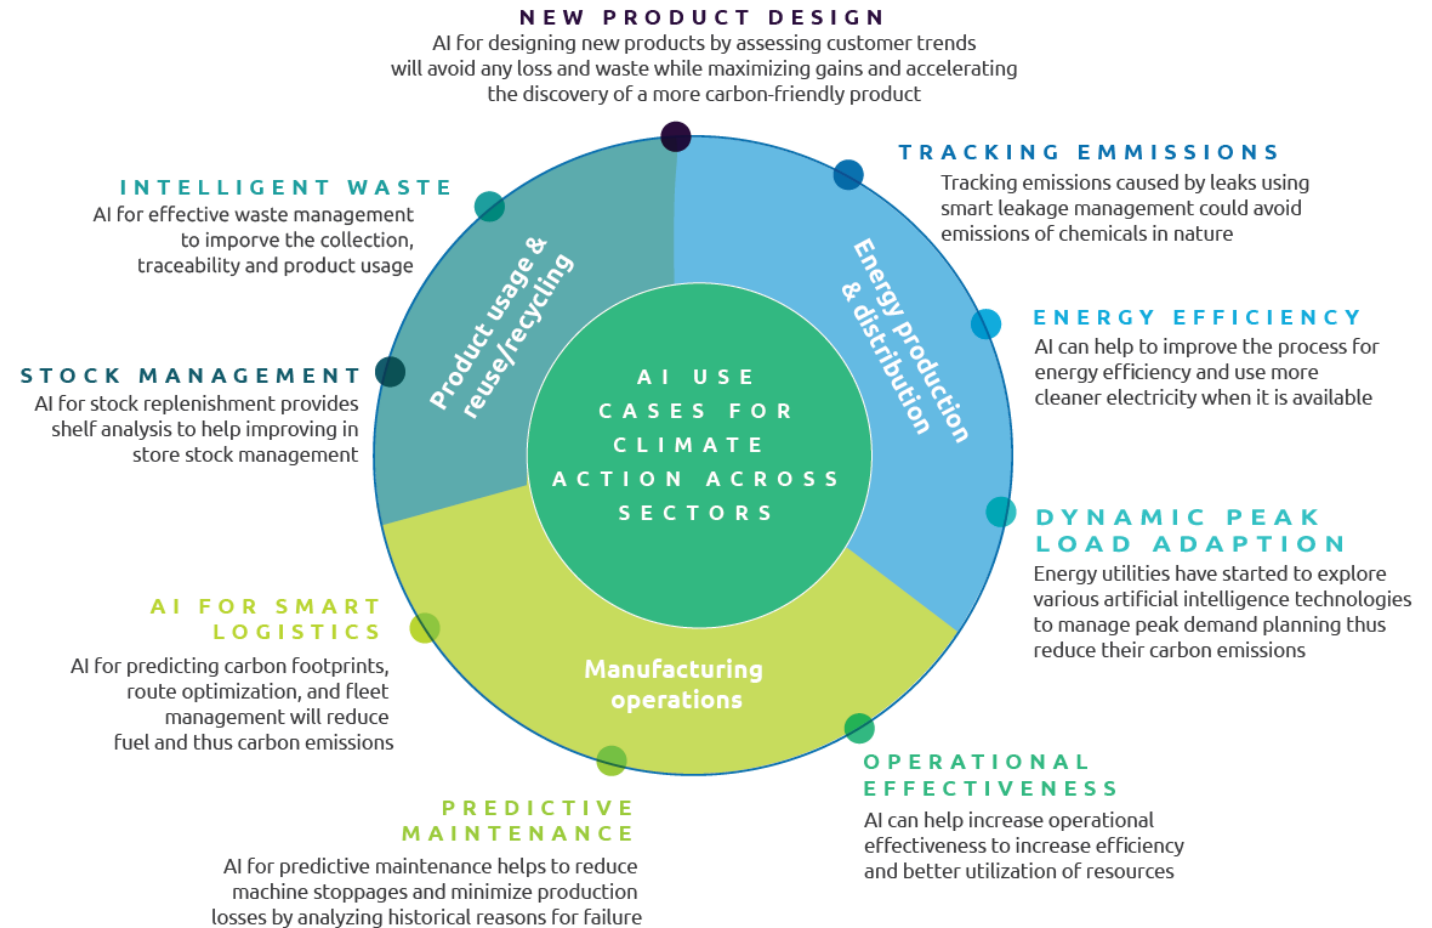 NEW PRODUCT DESIGN
AI for designing new products by assessing customer trends
will avoid any loss and waste while maximizing gains and accelerating
the discovery of a more carbon-friendly product
TRACKING EMMISSIONS
Tracking emissions caused by leaks using
smart leakage management could avoid
emissions of chemicals in nature
ENERGY EFFICIENCY
AI can help to improve the process for
energy efficiency and use more
cleaner electricity when it is available
DYNAMIC PEAK
LOAD ADAPTION
Energy utilities have started to explore
various artificial intelligence technologies
to manage peak demand planning thus
reduce their carbon emissions
OPERATIONAL
EFFECTIVENESS
AI can help increase operational
effectiveness to increase efficiency
and better utilization of resources
PREDICTIVE
MAINTENANCE
AI for predictive maintenance helps to reduce
machine stoppages and minimize production
losses by analyzing historical reasons for failure
AI FOR SMART
LOGISTICS
AI for predicting carbon footprints,
route optimization, and fleet
management will reduce
fuel and thus carbon emissions
STOCK MANAGEMENT
AI for stock replenishment provides
shelf analysis to help improving in
store stock management
INTELLIGENT WASTE
AI for effective waste management
to imporve the collection,
traceability and product usage
Product usage &
reuse/recycling
Energy production
& distribution
Manufacturing
operations
AI USE
CASES FOR
CLIMATE
ACTION ACROSS
SECTORS